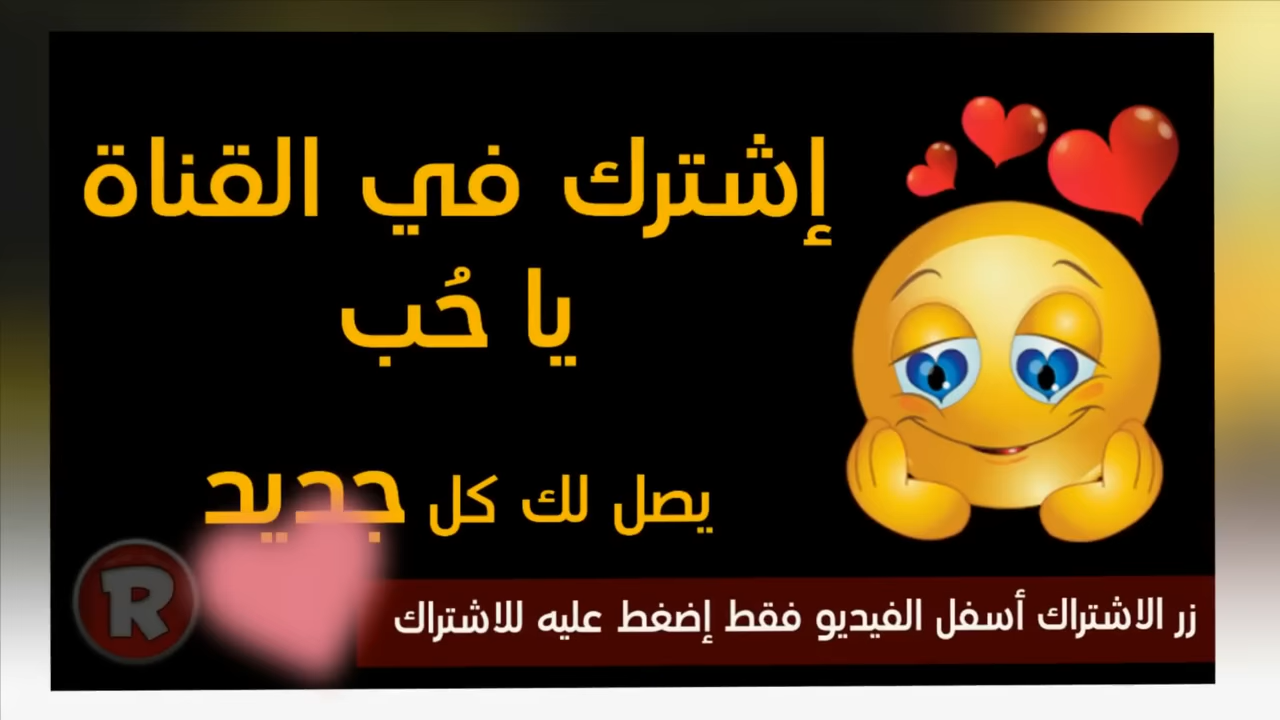 إشترك في القناة
يا حُب
يصل لك كل جديد
زر الاشتراك أسفل الفيديو فقط إضغط عليه للاشتراك
R